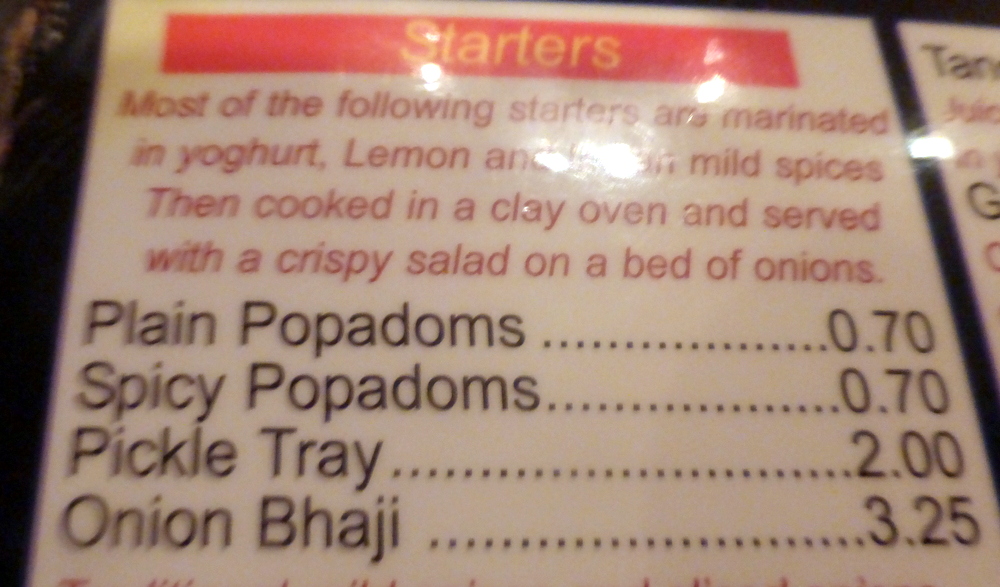 Starters
Most of the following starters are marinated
in yoghurt, Lemon and mild spices
Then cooked in a clay oven and served
with a crispy salad on a bed of onions.
Plain Popadoms ...................0.70
Spicy Popadoms...................0.70
Pickle Tray.............................2.00
Onion Bhaji ...........................3.25